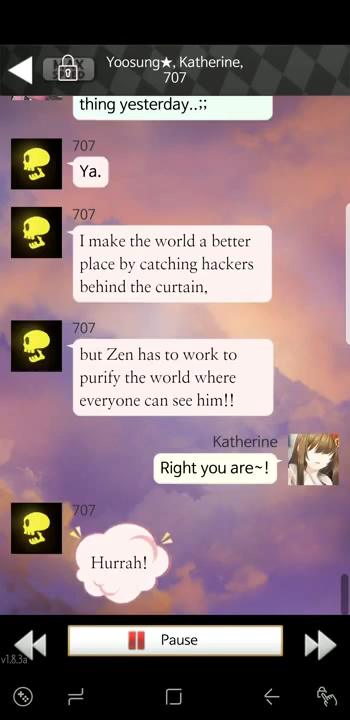 Yoosung★, Katherine,
707
thing yesterday..;;
707
Ya.
707
I make the world a better
place by catching hackers
behind the curtain,
707
but Zen has to work to
purify the world where
everyone can see him!!
Katherine
Right you are~!
707
Hurrah!
Pause
v1.8.3a